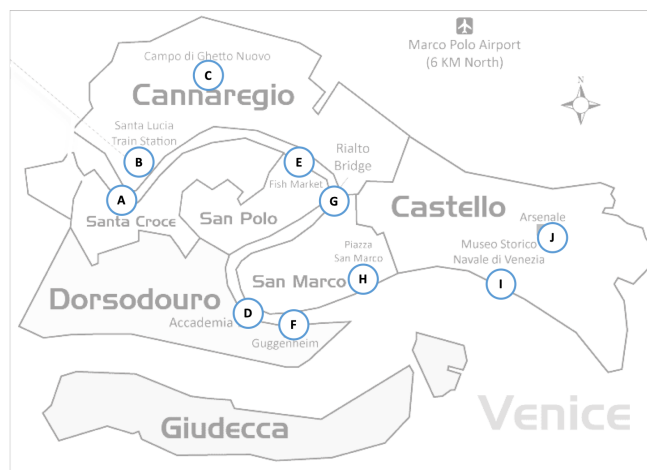 Marco Polo Airport
(6 KM North)
N
Campo di Ghetto Nuovo
C
Cannaregio
Santa Lucia
Train Station
B
A
Santa Croce
E
Fish Market
Rialto
Bridge
G
San Polo
Castello
Arsenale
J
Museo Storico
Navale di Venezia
I
Piazza
San Marco
H
San Marco
Dorsodouro
D
Accademia
F
Guggenheim
Giudecca
Venice